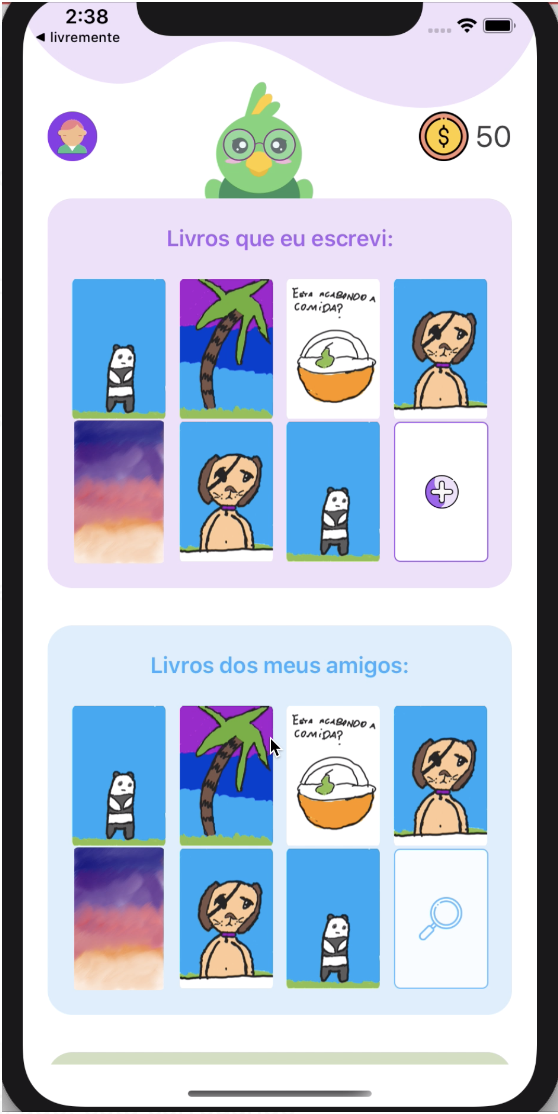 2:38
livremente
$ 50
Livros que eu escrevi:
Esta acabando a
comida?
Livros dos meus amigos:
Esta acabando a
comida?